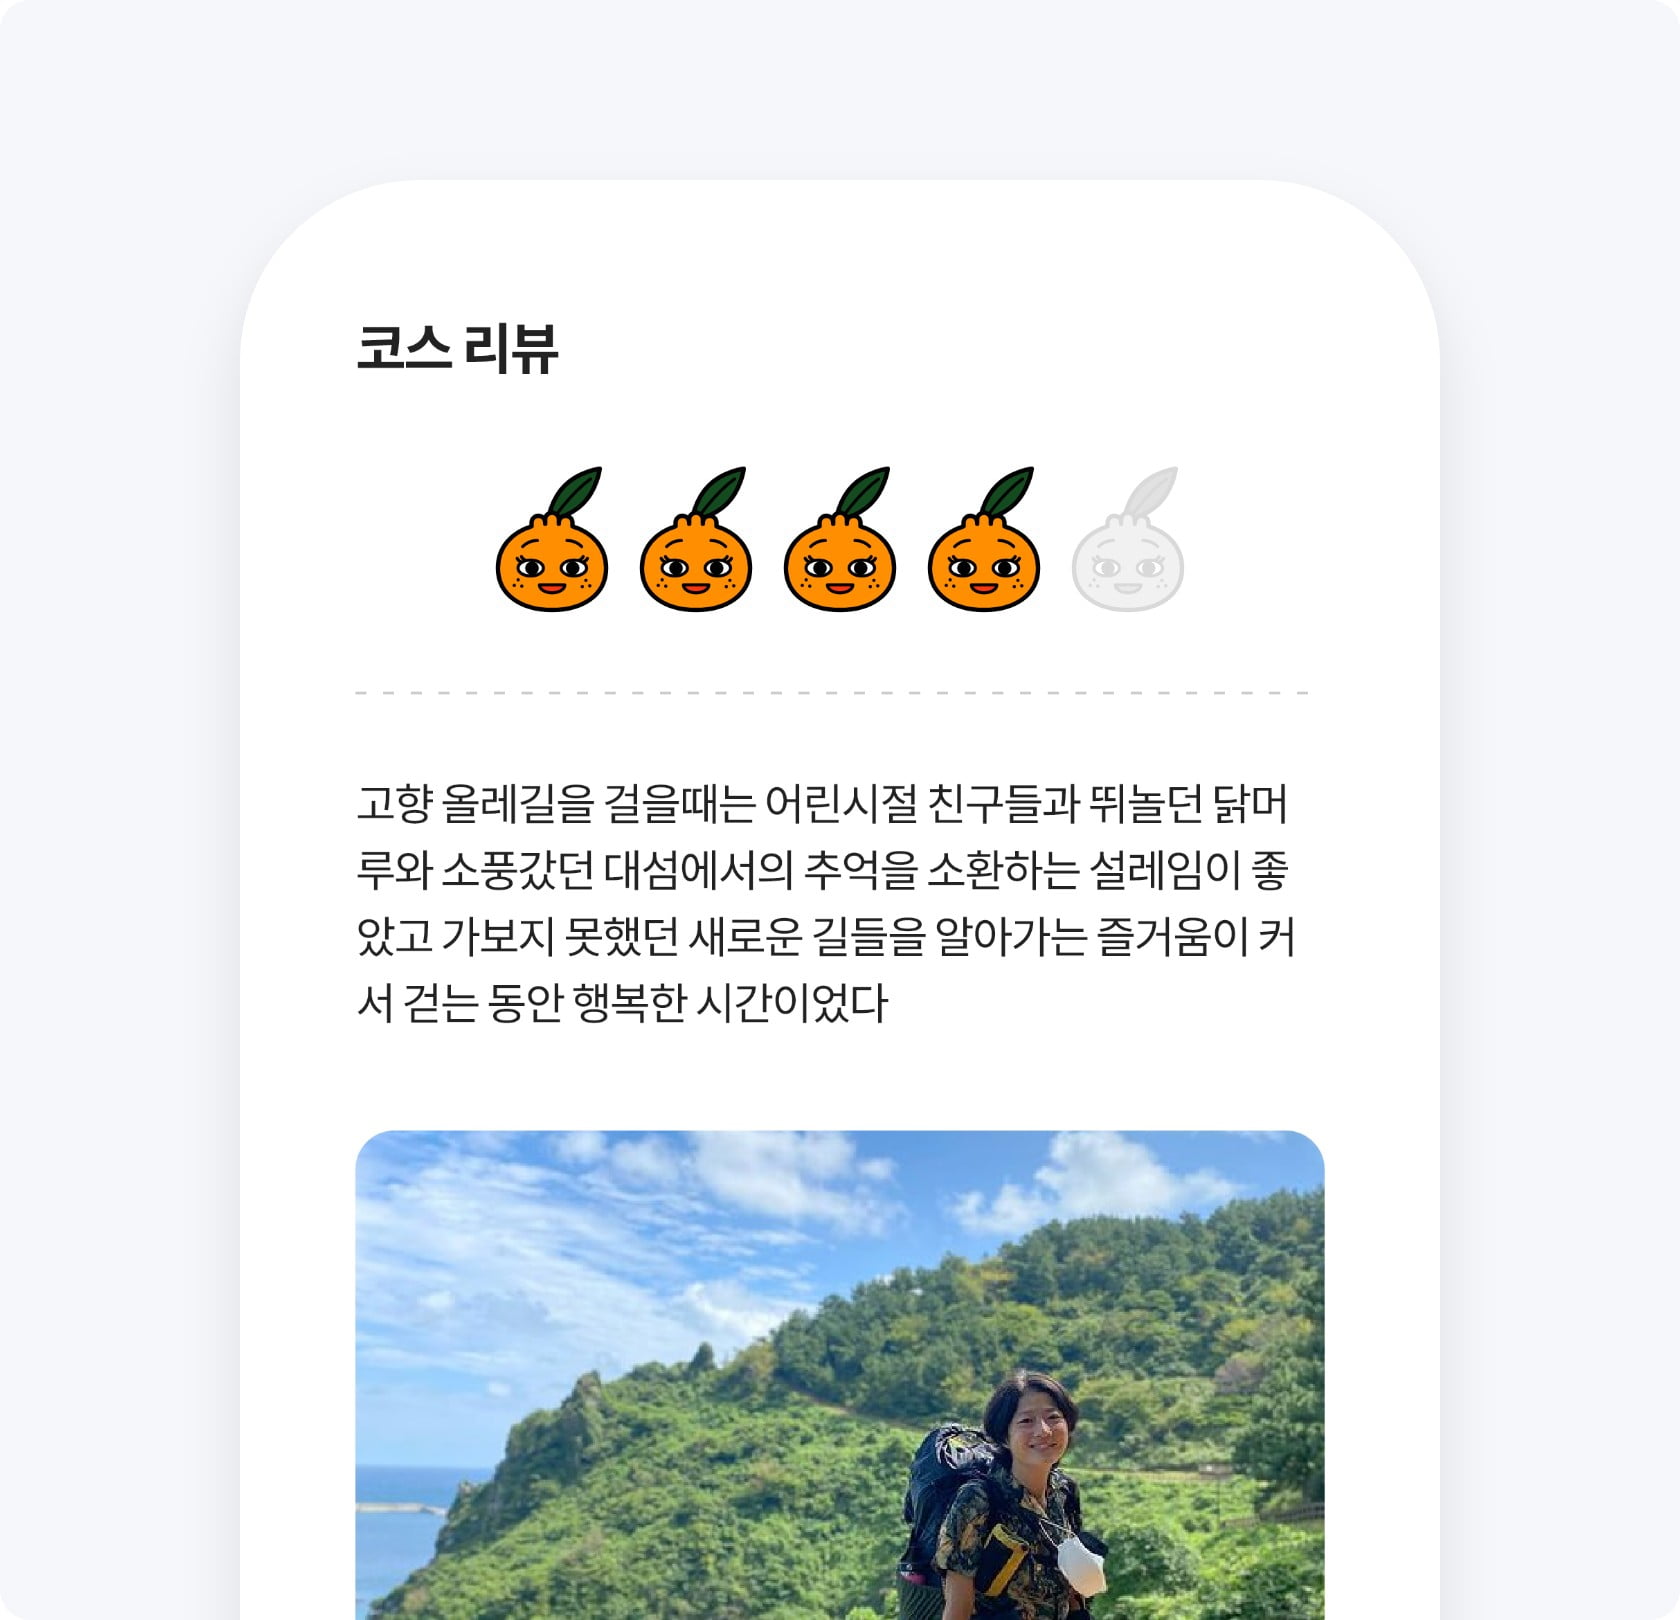 코스 리뷰
고향 올레길을 걸을때는 어린시절 친구들과 뛰놀던 닭머
루와 소풍갔던 대섬에서의 추억을 소환하는 설레임이 좋
았고 가보지 못했던 새로운 길들을 알아가는 즐거움이 커
서 걷는 동안 행복한 시간이었다